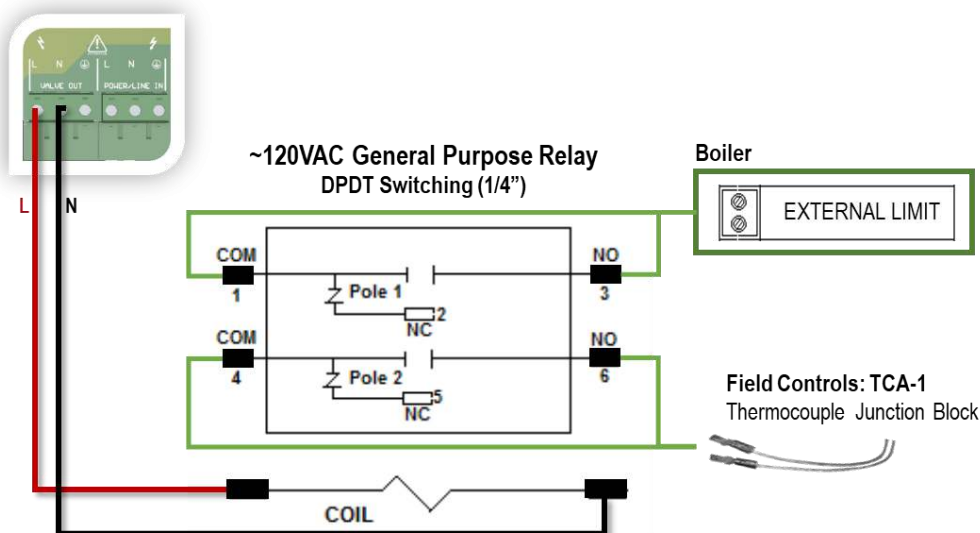 L N L N
VALVE OUT POWER/LINE IN
L
N
~120VAC General Purpose Relay
DPDT Switching (1/4”)
Boiler
EXTERNAL LIMIT
COM
1
NO
3
Pole 1
2
NC
COM
4
NO
6
Pole 2
5
NC
Field Controls: TCA-1
Thermocouple Junction Block
COIL